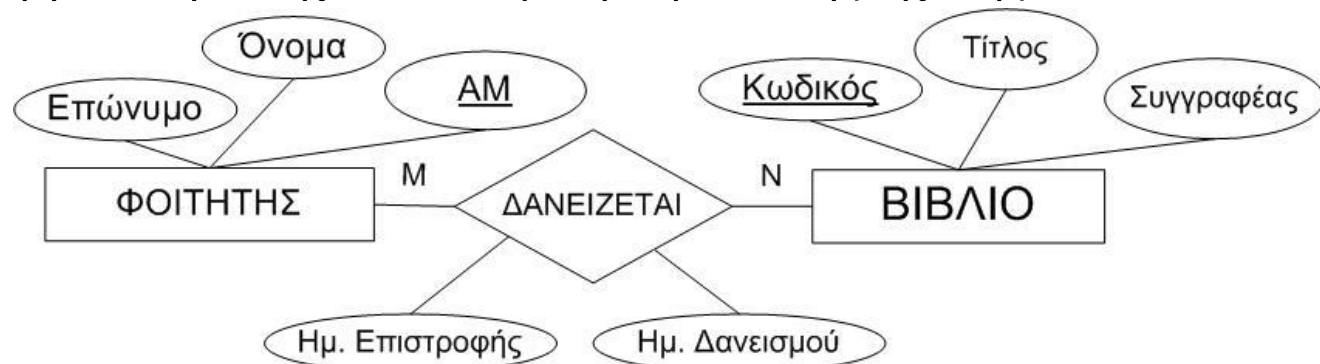 Όνομα
Τίτλος
Επώνυμο
ΑΜ
Κωδικός
Συγγραφέας
ΦΟΙΤΗΤΗΣ
Μ
ΔΑΝΕΙΖΕΤΑΙ
Ν
ΒΙΒΛΙΟ
Ημ. Επιστροφής
Ημ. Δανεισμού